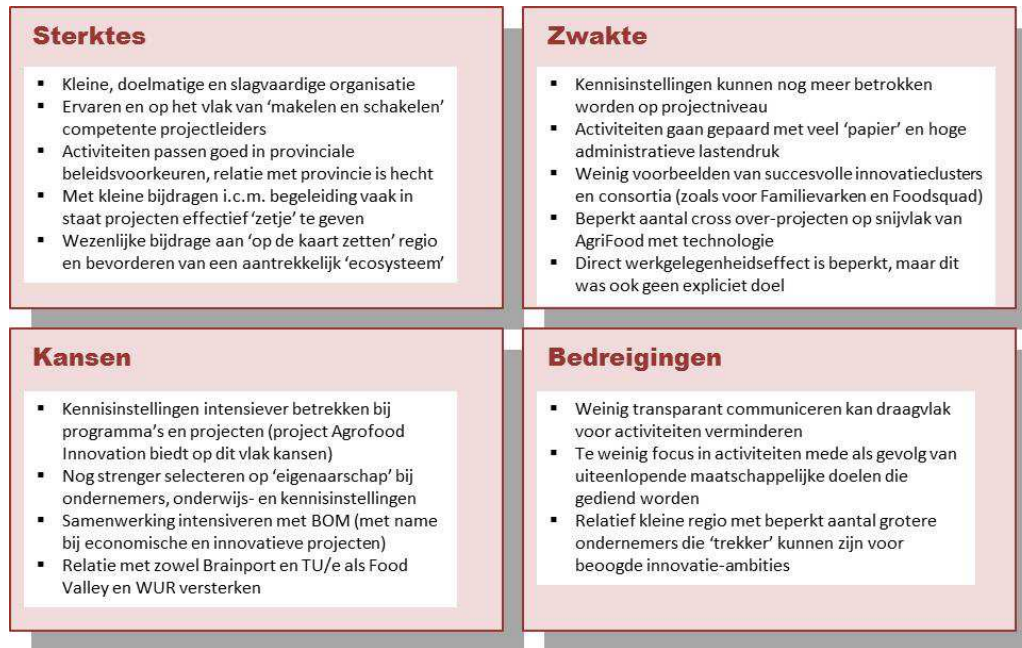 Sterktes
▪ Kleine, doelmatige en slagvaardige organisatie
▪ Ervaren en op het vlak van ‘makelen en schakelen’
competente projectleiders
▪ Activiteiten passen goed in provinciale
beleidsvoorkeuren, relatie met provincie is hecht
▪ Met kleine bijdragen i.c.m. begeleiding vaak in
staat projecten effectief ‘zetje’ te geven
▪ Wezenlijke bijdrage aan ‘op de kaart zetten’ regio
en bevorderen van een aantrekkelijk ‘ecosysteem’
Zwakte
▪ Kennisinstellingen kunnen nog meer betrokken
worden op projectniveau
▪ Activiteiten gaan gepaard met veel ‘papier’ en hoge
administratieve lastendruk
▪ Weinig voorbeelden van succesvolle innovatieclusters
en consortia (zoals voor Familievarken en Foodsquad)
▪ Beperkt aantal cross over-projecten op snijvlak van
AgriFood met technologie
▪ Direct werkgelegenheidseffect is beperkt, maar dit
was ook geen expliciet doel
Kansen
▪ Kennisinstellingen intensiever betrekken bij
programma’s en projecten (project Agrofood
Innovation biedt op dit vlak kansen)
▪ Nog strenger selecteren op ‘eigenaarschap’ bij
ondernemers, onderwijs- en kennisinstellingen
▪ Samenwerking intensiveren met BOM (met name
bij economische en innovatieve projecten)
▪ Relatie met zowel Brainport en TU/e als Food
Valley en WUR versterken
Bedreigingen
▪ Weinig transparant communiceren kan draagvlak
voor activiteiten verminderen
▪ Te weinig focus in activiteiten mede als gevolg van
uiteenlopende maatschappelijke doelen die
gediend worden
▪ Relatief kleine regio met beperkt aantal grotere
ondernemers die ‘trekker’ kunnen zijn voor
beoogde innovatie-ambities